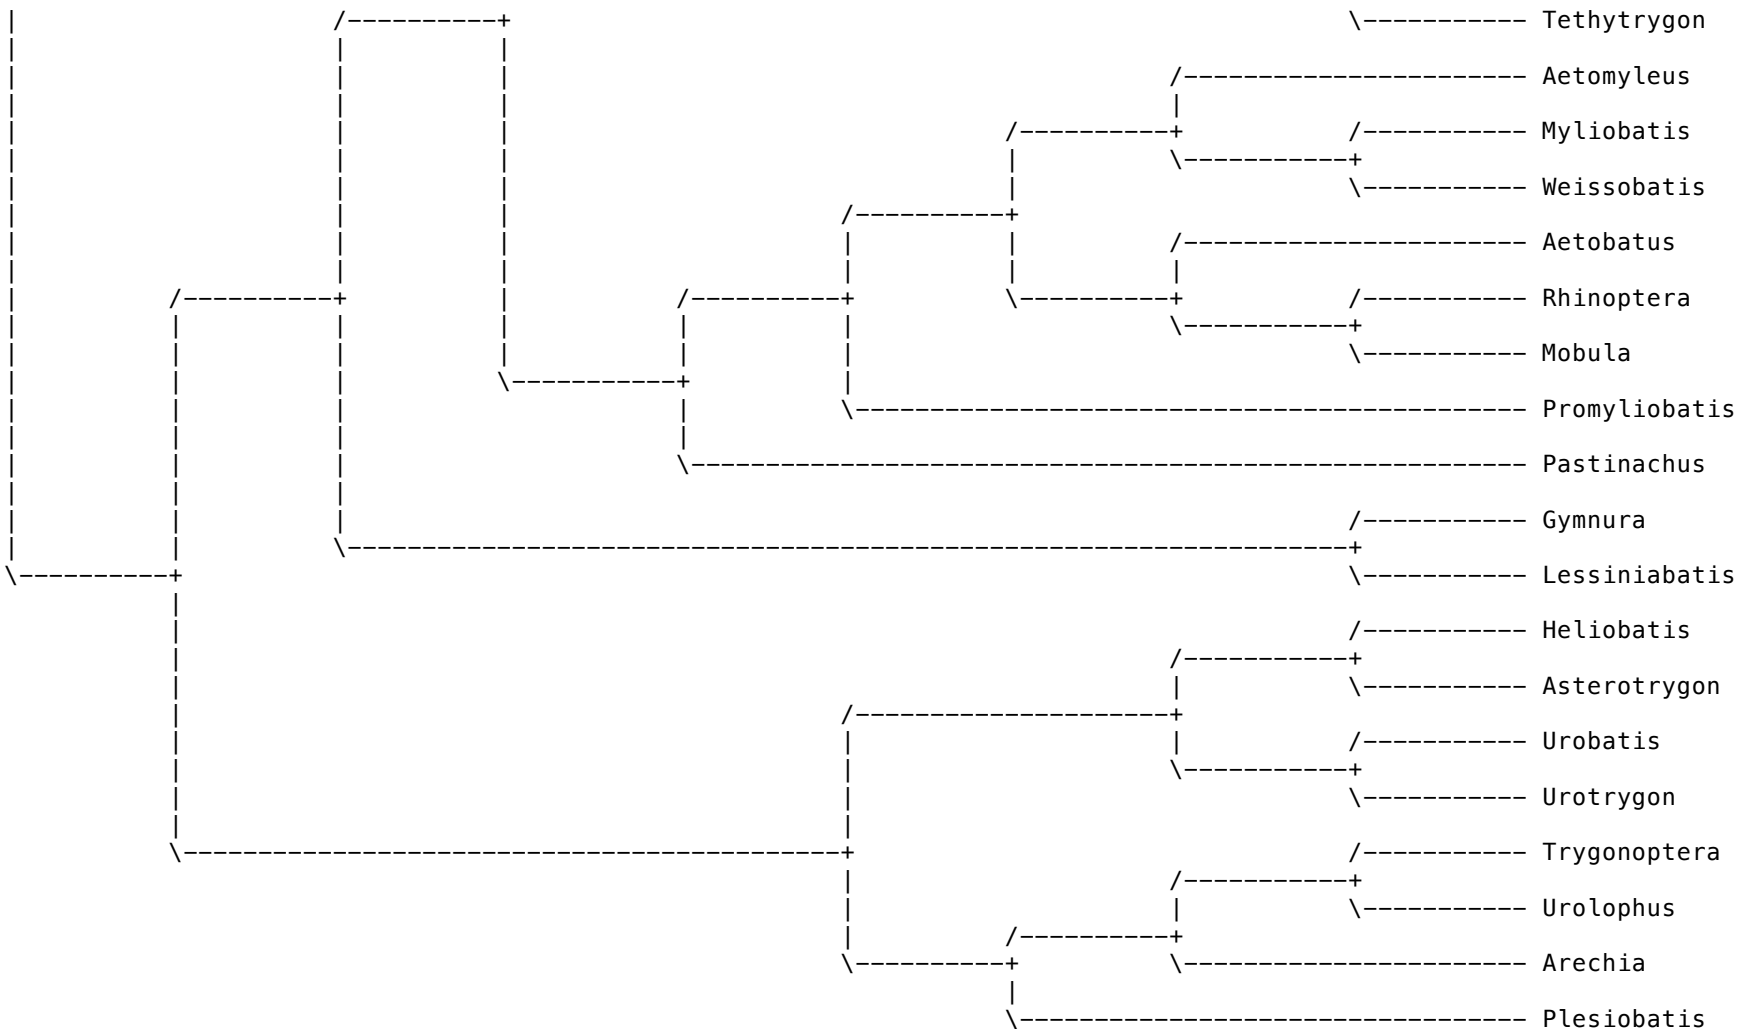 Tethytrygon
Aetomyleus
Myliobatis
Weissobatis
Aetobatus
Rhinoptera
Mobula
Promyliobatis
Pastinachus
Gymnura
Lessiniabatis
Heliobatis
Asterotrygon
Urobatis
Urotrygon
Trygonoptera
Urolophus
Arechia
Plesiobatis